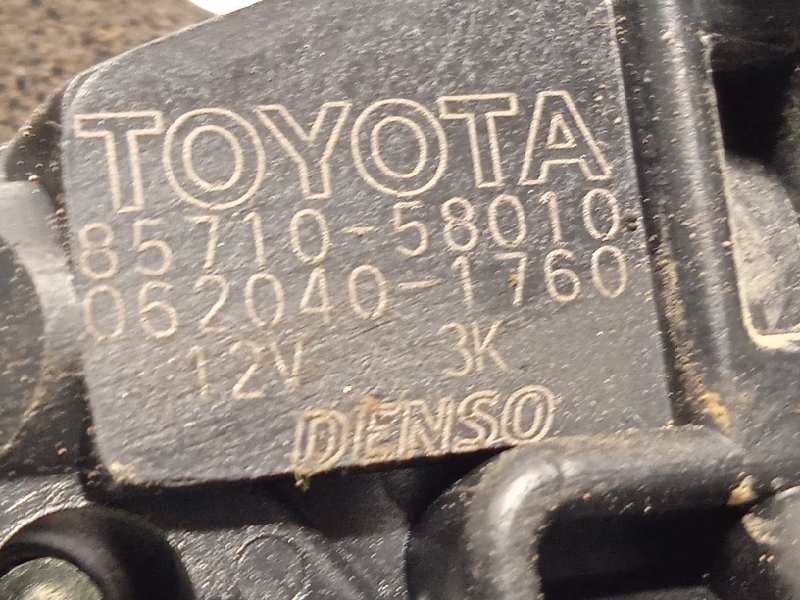 TOYOTA
85710-58010
062040-1760
12V 3K
DENSO